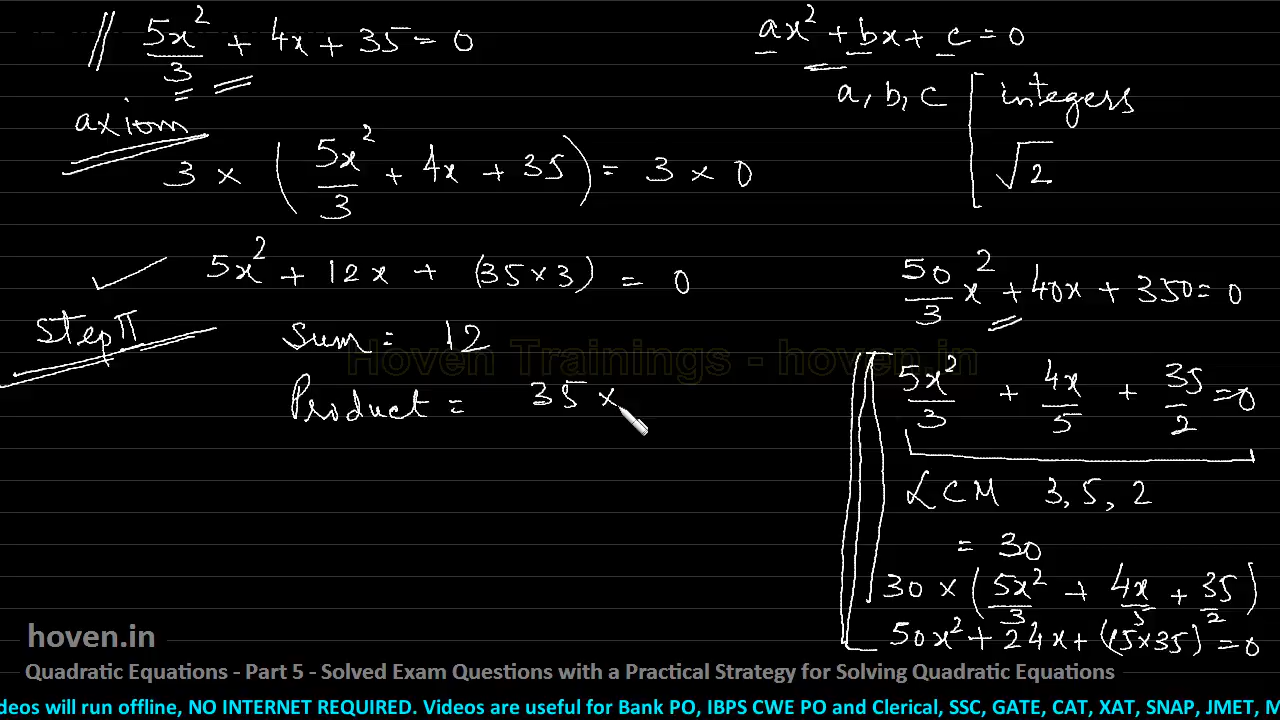 // 5x²/3 + 4x + 35 = 0
ax² + bx + c = 0
a, b, c
integers
√2
axiom
3 × (5x²/3 + 4x + 35) = 3 × 0
5x² + 12x + (35×3) = 0
Step II
Sum = 12
Product = 35 ×
50/3 x² + 40x + 350 = 0
5x²/3 + 4x/5 + 35/2 = 0
LCM 3, 5, 2
= 30
30 × (5x²/3 + 4x/5 + 35/2)
50x² + 24x + (15×35) = 0
Hoven Trainings - hoven.in
hoven.in
Quadratic Equations - Part 5 - Solved Exam Questions with a Practical Strategy for Solving Quadratic Equations
deos will run offline, NO INTERNET REQUIRED. Videos are useful for Bank PO, IBPS CWE PO and Clerical, SSC, GATE, CAT, XAT, SNAP, JMET, M